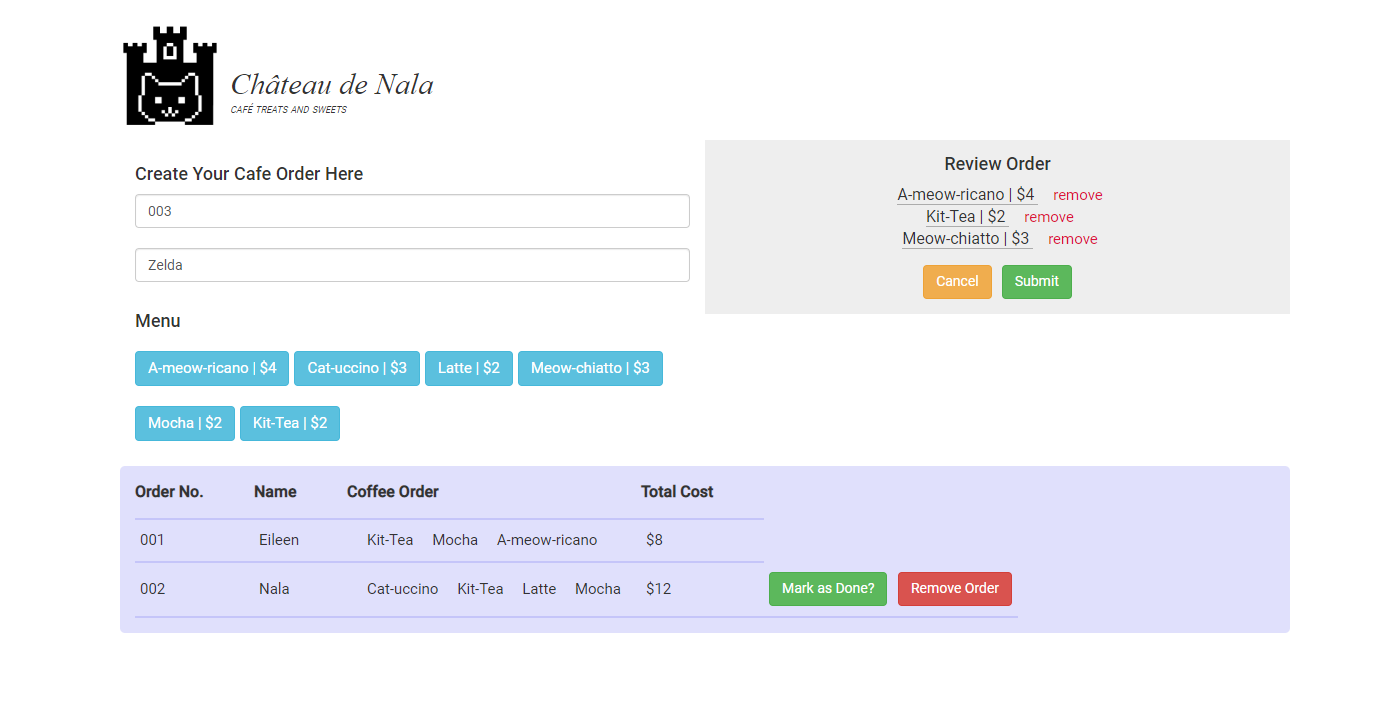 Château de Nala
CAFÉ TREATS AND SWEETS
Create Your Cafe Order Here
003
Zelda
Menu
A-meow-ricano | $4 Cat-uccino | $3 Latte | $2 Meow-chiatto | $3
Mocha | $2 Kit-Tea | $2
Review Order
A-meow-ricano | $4 remove
Kit-Tea | $2 remove
Meow-chiatto | $3 remove
Cancel Submit
Order No. Name Coffee Order Total Cost
001 Eileen Kit-Tea Mocha A-meow-ricano $8
002 Nala Cat-uccino Kit-Tea Latte Mocha $12 Mark as Done? Remove Order